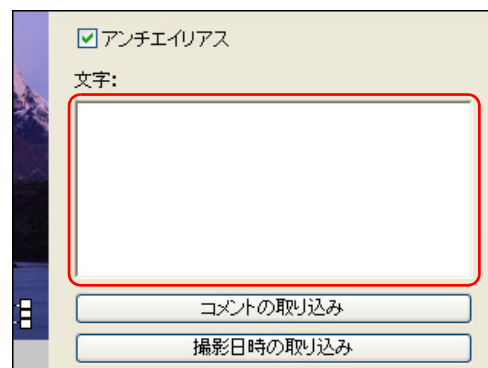 アンチエイリアス
文字:
コメントの取り込み
撮影日時の取り込み